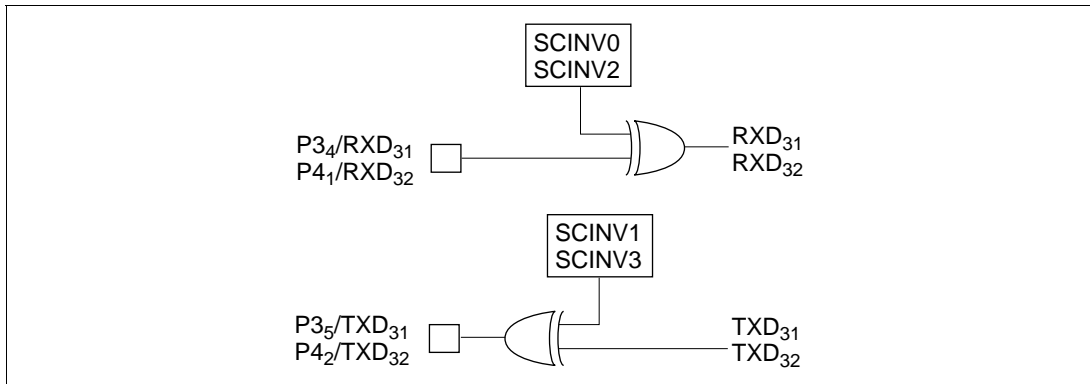 SCINV0
SCINV2
P3₄/RXD₃₁
P4₁/RXD₃₂
RXD₃₁
RXD₃₂
SCINV1
SCINV3
P3₅/TXD₃₁
P4₂/TXD₃₂
TXD₃₁
TXD₃₂